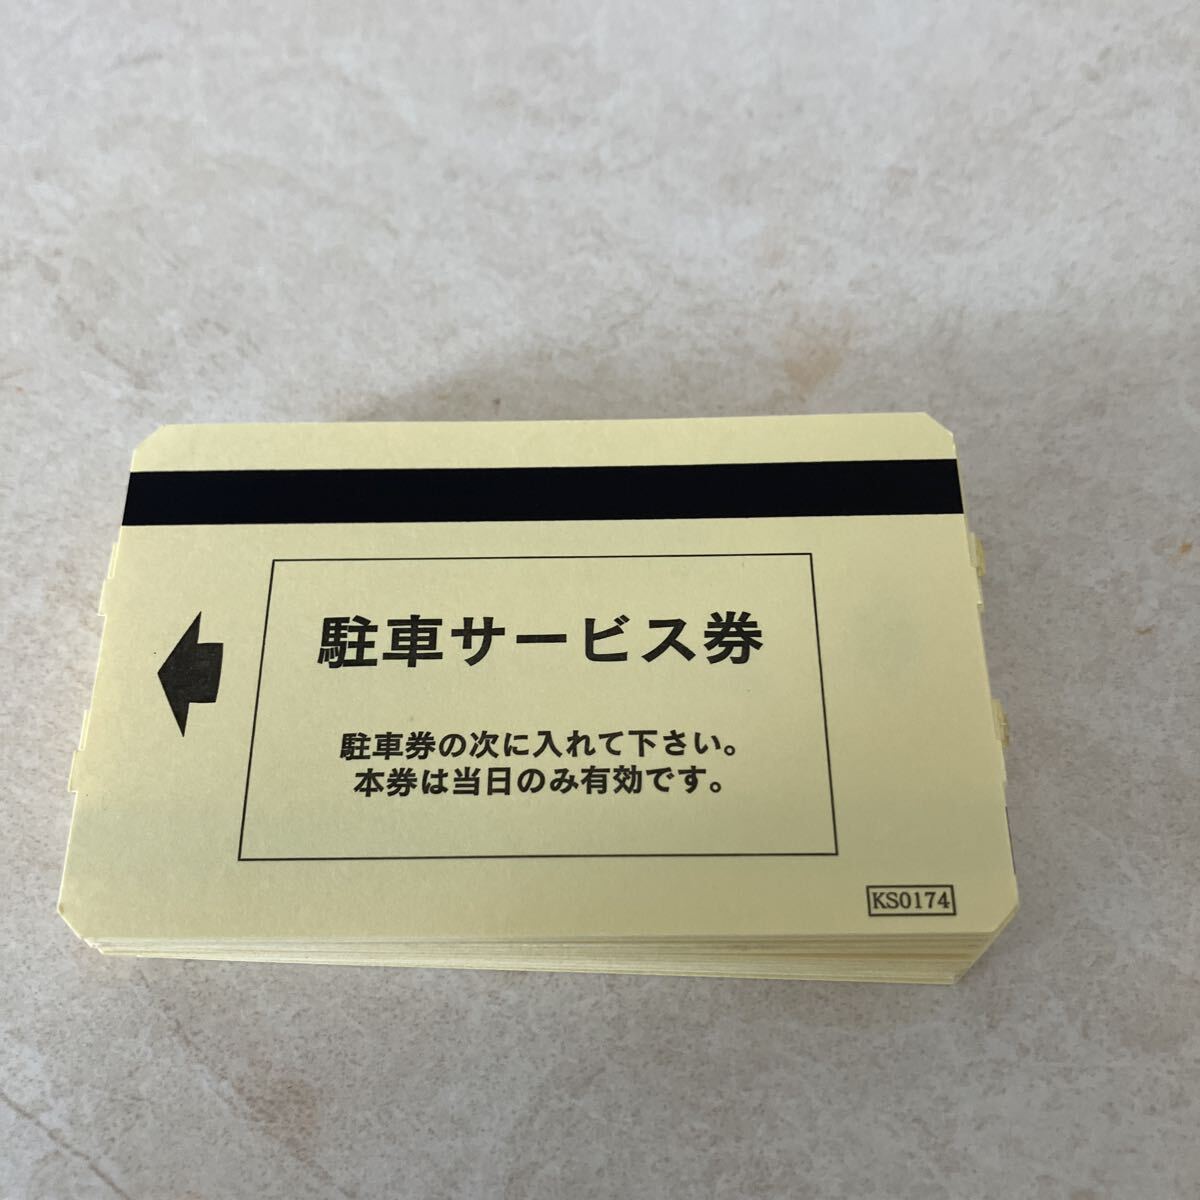 駐車サービス券
駐車券の次に入れて下さい。
本券は当日のみ有効です。
KS0174